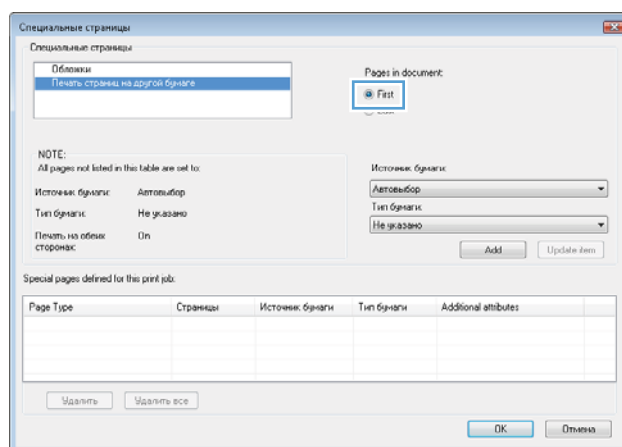 Специальные страницы
Специальные страницы
Обложки
Печать страниц на другой бумаге
Pages in document:
First
NOTE:
All pages not listed in this table are set to:
Источник бумаги: Автовыбор
Тип бумаги: Не указано
Печать на обеих сторонах: On
Источник бумаги:
Автовыбор
Тип бумаги:
Не указано
Add
Update item
Special pages defined for this print job:
Page Type Страницы Источник бумаги Тип бумаги Additional attributes
Удалить
Удалить все
OK
Отмена